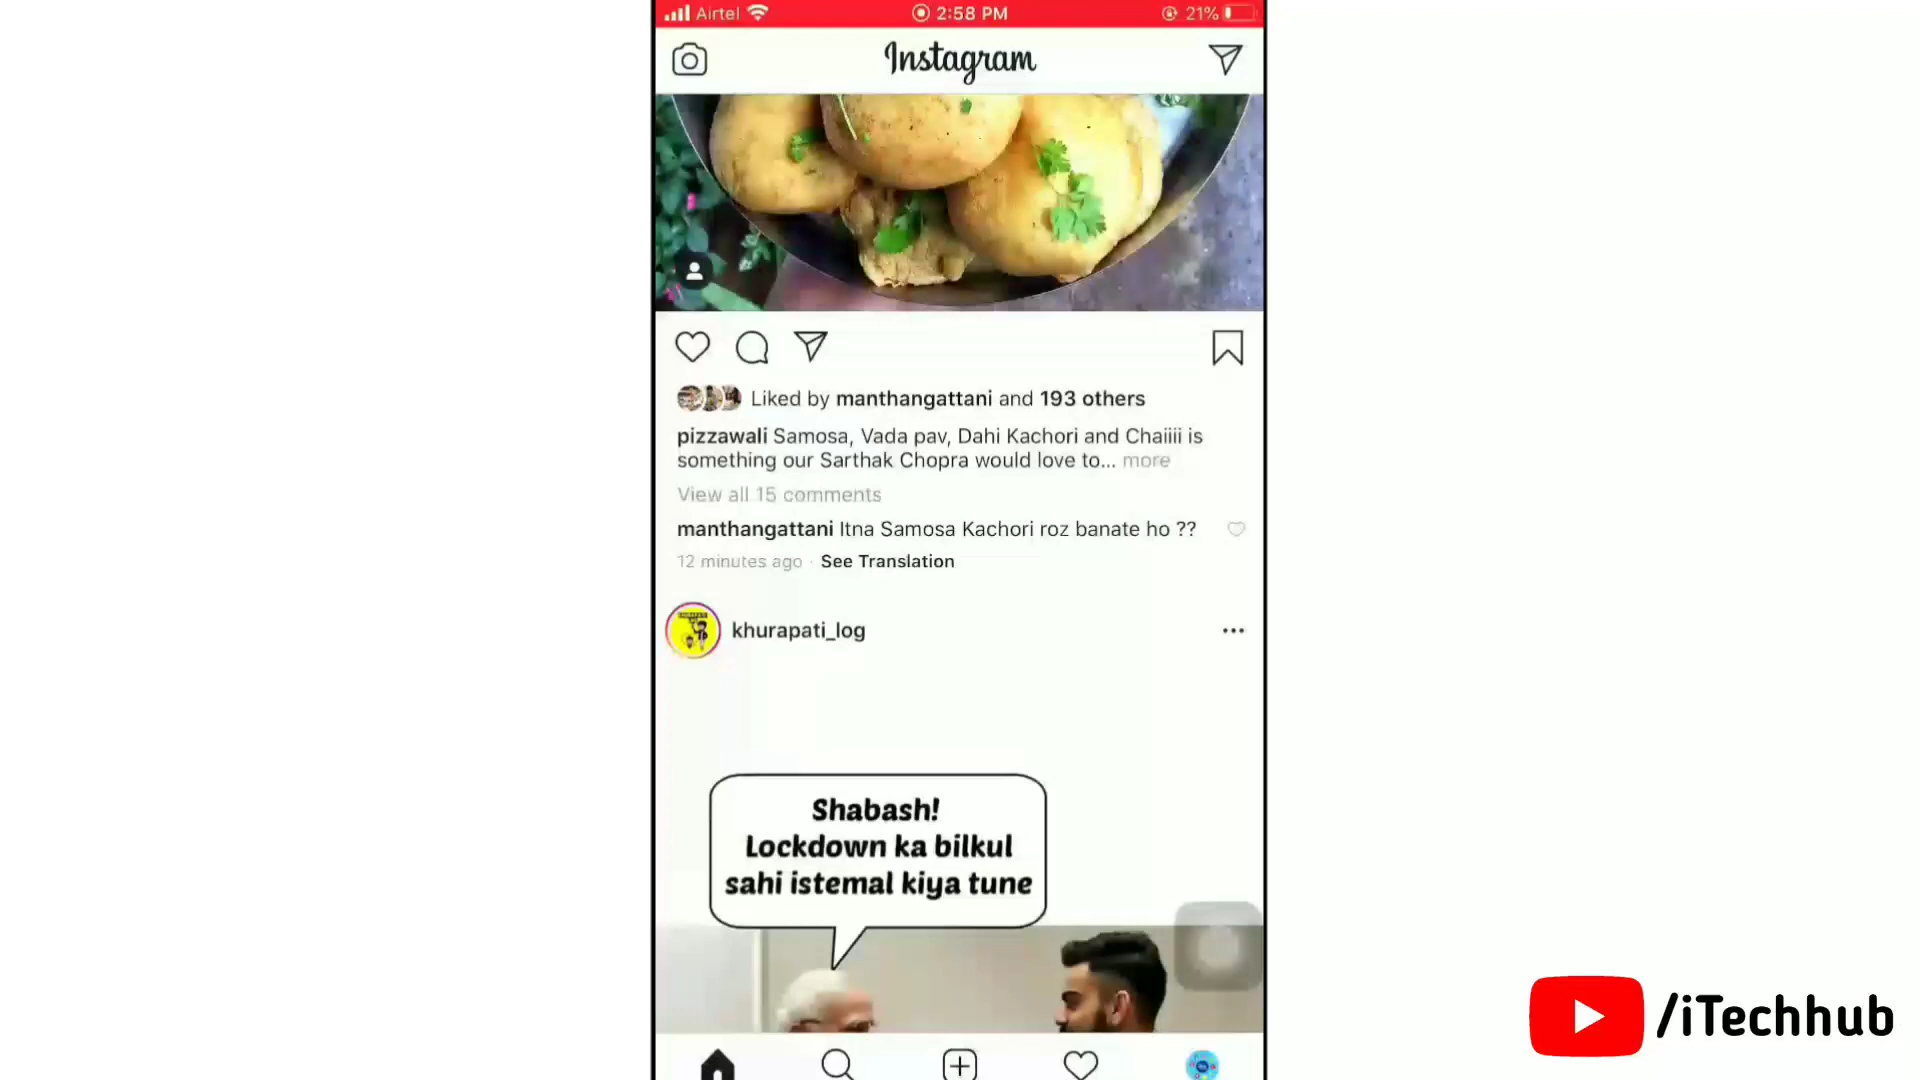 Airtel
2:58 PM
21%
Instagram
Liked by manthangattani and 193 others
pizzawali Samosa, Vada pav, Dahi Kachori and Chaiiii is
something our Sarthak Chopra would love to... more
View all 15 comments
manthangattani Itna Samosa Kachori roz banate ho ??
12 minutes ago · See Translation
khurapati_log
Shabash!
Lockdown ka bilkul
sahi istemal kiya tune
/iTechhub